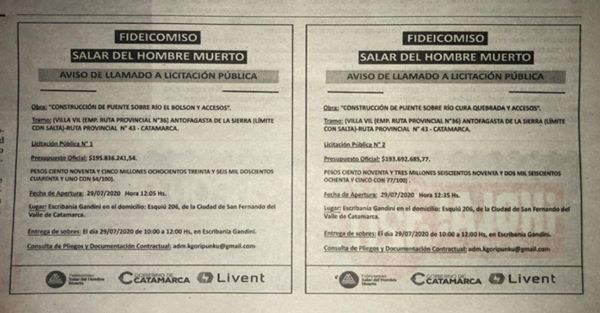 FIDEICOMISO
SALAR DEL HOMBRE MUERTO
AVISO DE LLAMADO A LICITACIÓN PÚBLICA
Obra: "CONSTRUCCIÓN DE PUENTE SOBRE RÍO EL BOLSON Y ACCESOS".
Tramo: (VILLA VIL (EMP. RUTA PROVINCIAL N°36) ANTOFAGASTA DE LA SIERRA (LÍMITE
CON SALTA)-RUTA PROVINCIAL N° 43 - CATAMARCA.
Licitación Pública N° 1
Presupuesto Oficial: $195.836.241,54.
PESOS CIENTO NOVENTA Y CINCO MILLONES OCHOCIENTOS TREINTA Y SEIS MIL DOSCIENTOS
CUARENTA Y UNO CON 54/100).
Fecha de Apertura: 29/07/2020 Hora 12:05 Hs.
Lugar: Escribanía Gandini en el domicilio: Esquiú 206, de la Ciudad de San Fernando del
Valle de Catamarca.
Entrega de sobres: El dia 29/07/2020 de 10:00 a 12:00 Hs, en Escribanía Gandini.
Consulta de Pliegos y Documentación Contractual: adm.kgoripunku@gmail.com
Fideicomiso
Salar del Hombre
Muerto
GOBIERNO DE
CATAMARCA
Livent
FIDEICOMISO
SALAR DEL HOMBRE MUERTO
AVISO DE LLAMADO A LICITACIÓN PÚBLICA
Obra: "CONSTRUCCIÓN DE PUENTE SOBRE RÍO CURA QUEBRADA Y ACCESOS".
Tramo: (VILLA VIL (EMP. RUTA PROVINCIAL N°36) ANTOFAGASTA DE LA SIERRA (LÍMITE
CON SALTA)-RUTA PROVINCIAL N° 43 - CATAMARCA.
Licitación Pública N° 2
Presupuesto Oficial: $193.692.685,77.
PESOS CIENTO NOVENTA Y TRES MILLONES SEISCIENTOS NOVENTA Y DOS MIL SEISCIENTOS
OCHENTA Y CINCO CON 77/100).
Fecha de Apertura: 29/07/2020 Hora 12:35 Hs.
Lugar: Escribanía Gandini en el domicilio: Esquiú 206, de la Ciudad de San Fernando del
Valle de Catamarca.
Entrega de sobres: El dia 29/07/2020 de 10:00 a 12:00 Hs, en Escribanía Gandini.
Consulta de Pliegos y Documentación Contractual: adm.kgoripunku@gmail.com
Fideicomiso
Salar del Hombre
Muerto
GOBIERNO DE
CATAMARCA
Livent